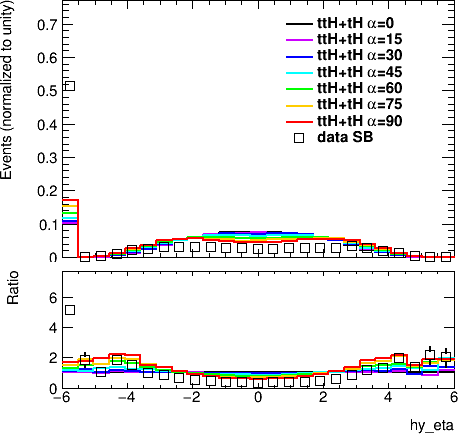 Events (normalized to unity)
0.7
0.6
0.5
0.4
0.3
0.2
0.1
0
ttH+tH α=0
ttH+tH α=15
ttH+tH α=30
ttH+tH α=45
ttH+tH α=60
ttH+tH α=75
ttH+tH α=90
data SB
Ratio
6
4
2
0
−6 −4 −2 0 2 4 6
hy_eta